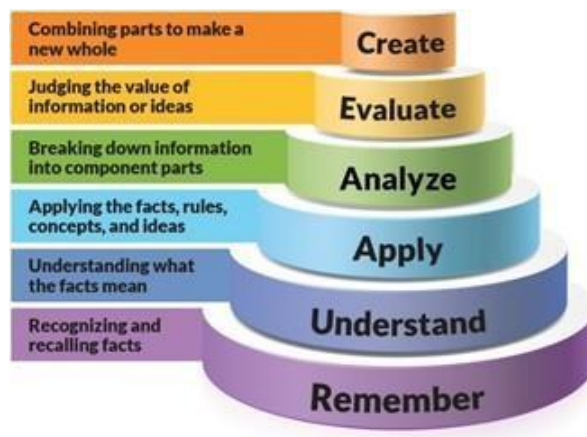 Combining parts to make a
new whole
Create
Judging the value of
information or ideas
Evaluate
Breaking down information
into component parts
Analyze
Applying the facts, rules,
concepts, and ideas
Apply
Understanding what
the facts mean
Understand
Recognizing and
recalling facts
Remember